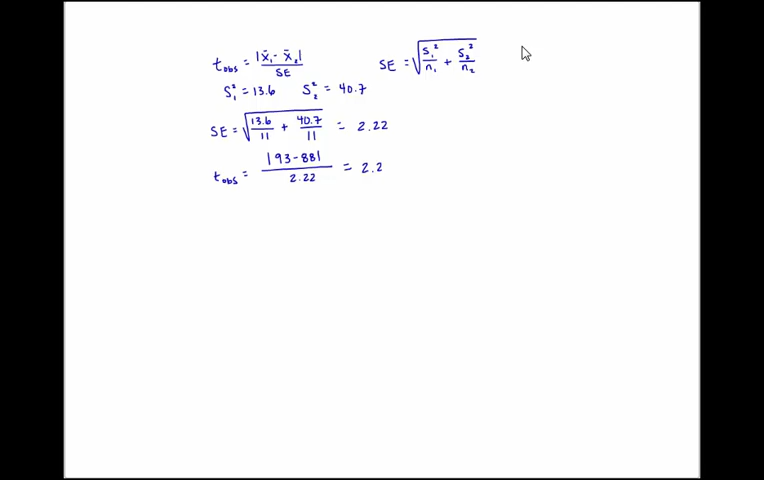 t_obs = |x̄₁ - x̄₂| / SE    SE = √(S₁²/n₁ + S₂²/n₂)
S₁² = 13.6    S₂² = 40.7
SE = √(13.6/11 + 40.7/11) = 2.22
t_obs = |93-88| / 2.22 = 2.2